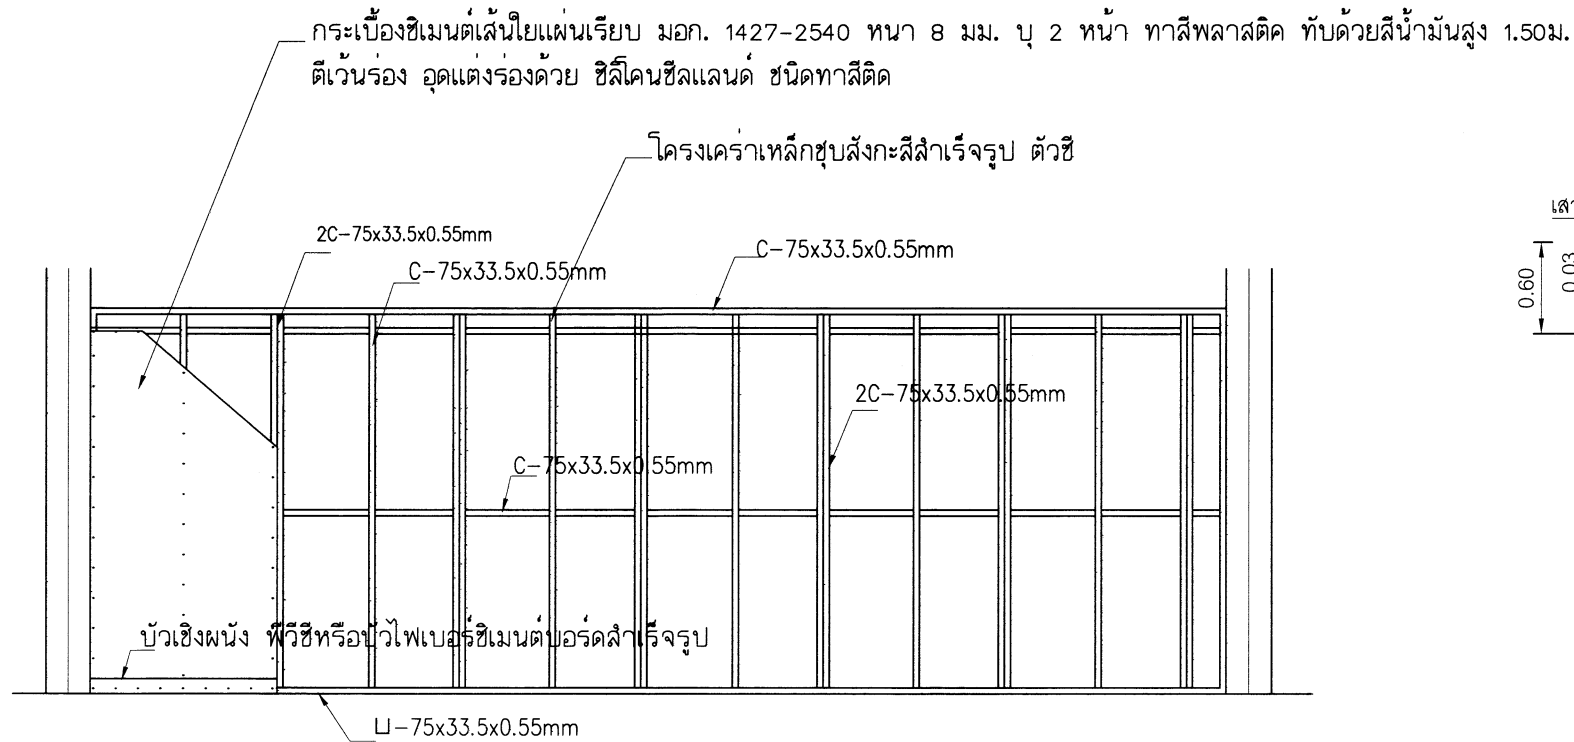 กระเบื้องซิเมนต์เส้นใยแผ่นเรียบ มอก. 1427-2540 หนา 8 มม. บุ 2 หน้า ทาสีพลาสติค ทับด้วยสีน้ำมันสูง 1.50ม.
ตีเว้นร่อง อุดแต่งร่องด้วย ซิลิโคนซีลแลนด์ ชนิดทาสีติด
โครงเคร่าเหล็กชุบสังกะสีสำเร็จรูป ตัวซี
เสา
2C-75x33.5x0.55mm
C-75x33.5x0.55mm
C-75x33.5x0.55mm
0.60
0.03
2C-75x33.5x0.55mm
C-75x33.5x0.55mm
บัวเชิงผนัง พีวีซีหรือบัวไฟเบอร์ซิเมนต์บอร์ดสำเร็จรูป
⊔-75x33.5x0.55mm